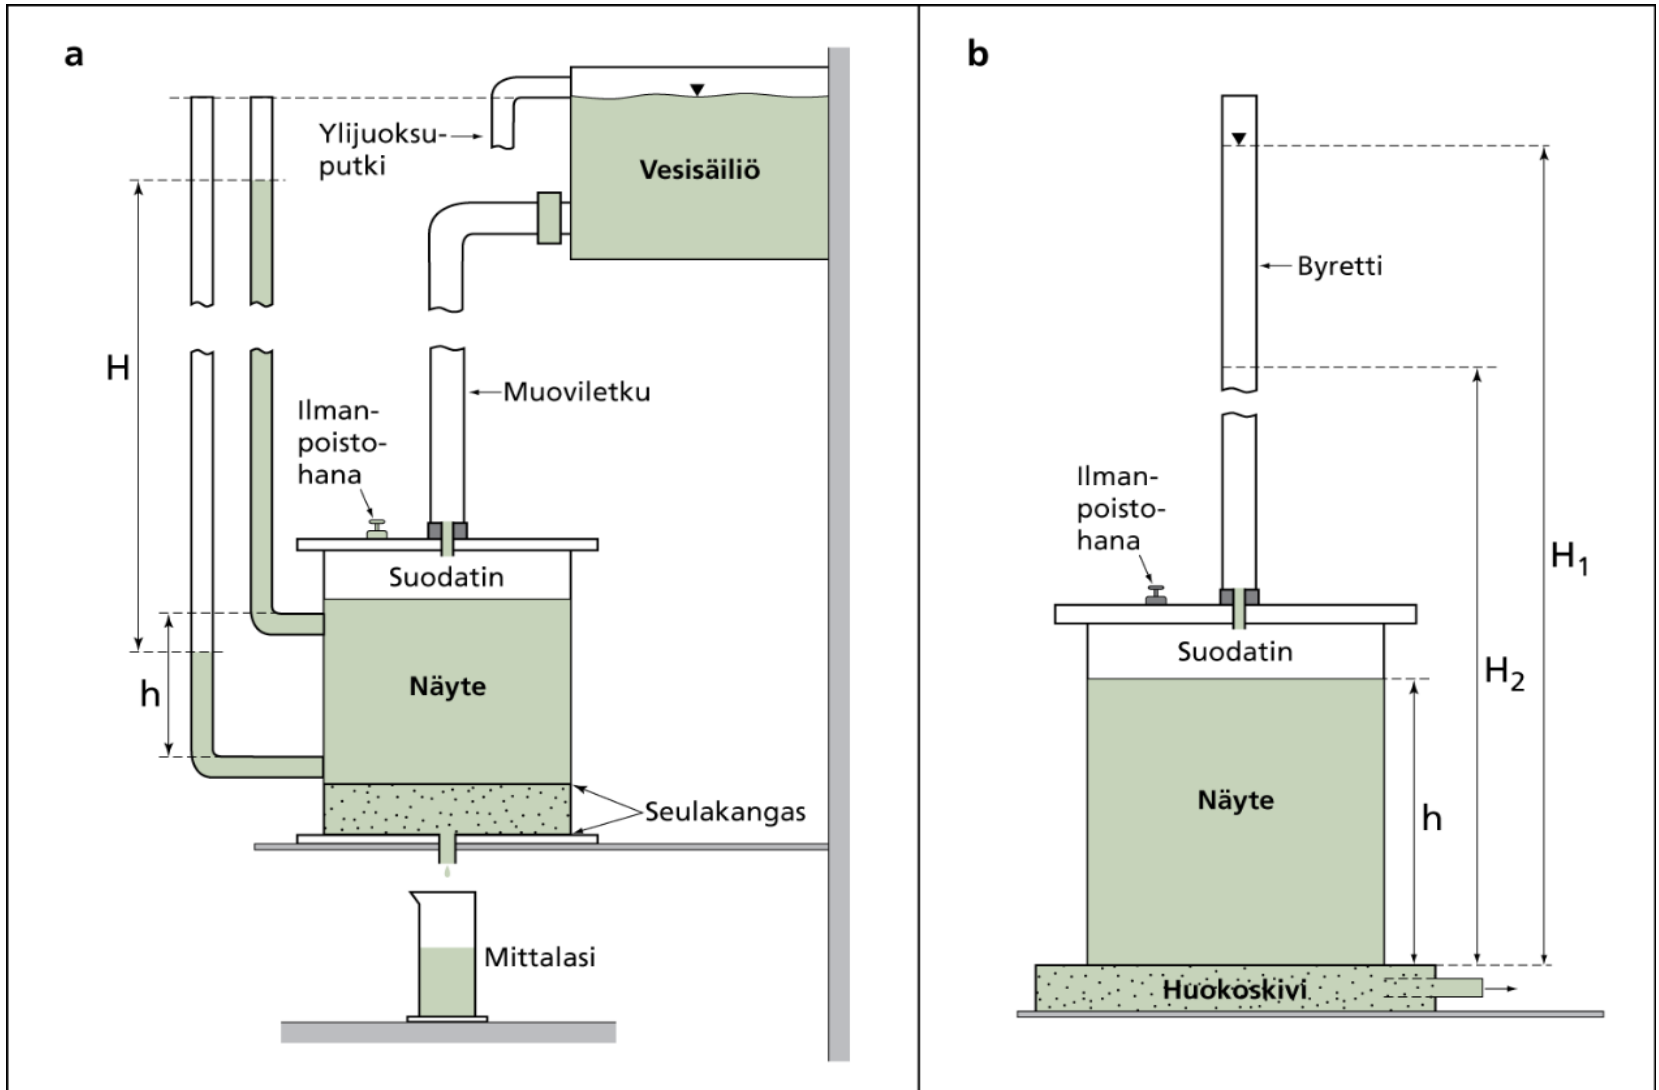 a
Ylijuoksu-
putki
Vesisäiliö
H
Muoviletku
Ilman-
poisto-
hana
Suodatin
h
Näyte
Seulakangas
Mittalasi
b
Byretti
Ilman-
poisto-
hana
H₁
Suodatin
H₂
Näyte
h
Huokoskivi